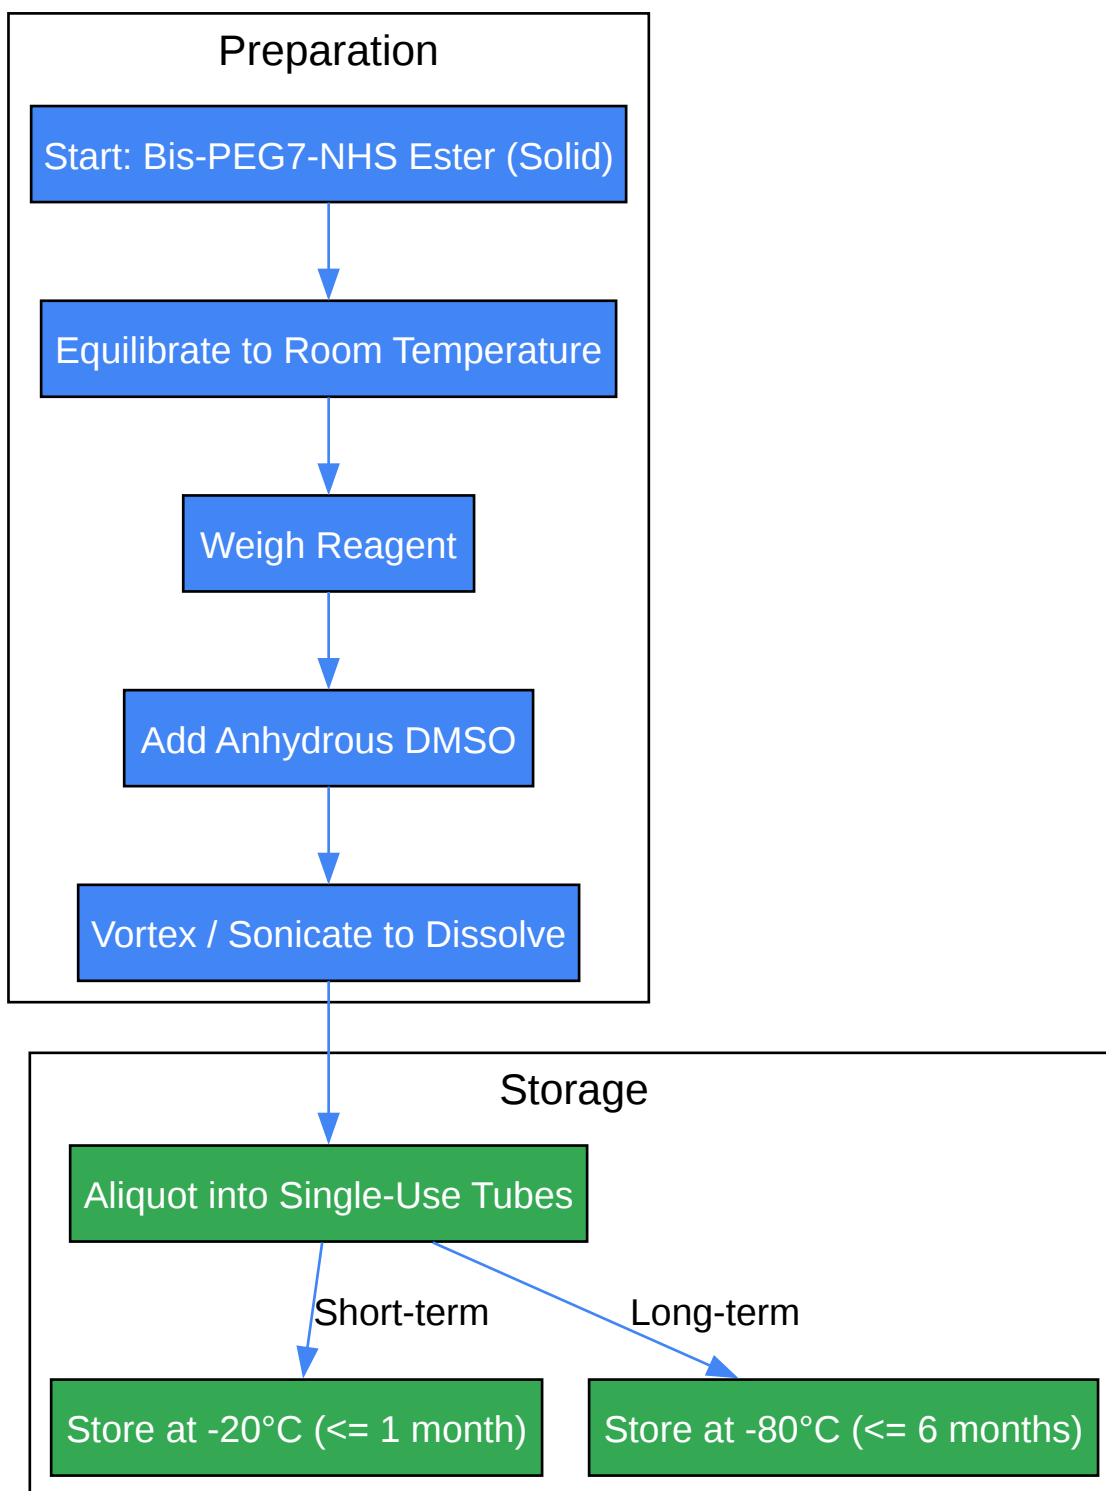 Preparation
Start: Bis-PEG7-NHS Ester (Solid)
Equilibrate to Room Temperature
Weigh Reagent
Add Anhydrous DMSO
Vortex / Sonicate to Dissolve
Storage
Aliquot into Single-Use Tubes
Short-term
Long-term
Store at -20°C (<= 1 month)
Store at -80°C (<= 6 months)